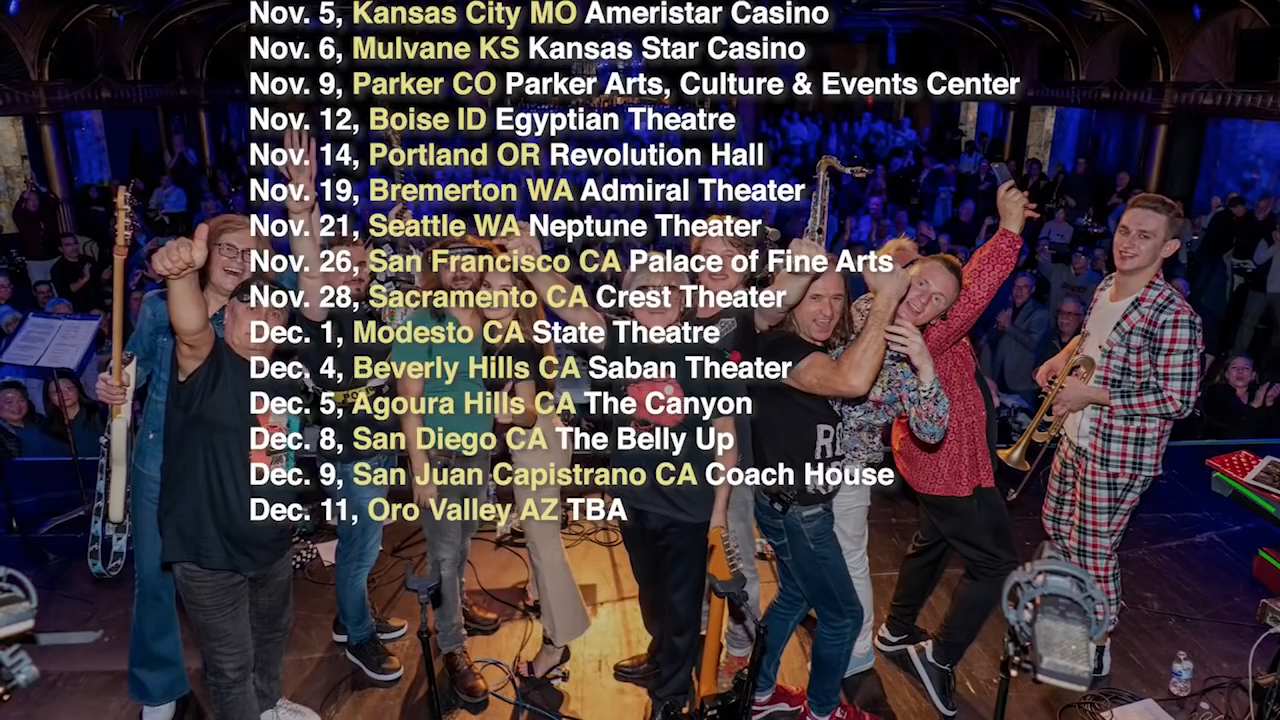 Nov. 5, Kansas City MO Ameristar Casino
Nov. 6, Mulvane KS Kansas Star Casino
Nov. 9, Parker CO Parker Arts, Culture & Events Center
Nov. 12, Boise ID Egyptian Theatre
Nov. 14, Portland OR Revolution Hall
Nov. 19, Bremerton WA Admiral Theater
Nov. 21, Seattle WA Neptune Theater
Nov. 26, San Francisco CA Palace of Fine Arts
Nov. 28, Sacramento CA Crest Theater
Dec. 1, Modesto CA State Theatre
Dec. 4, Beverly Hills CA Saban Theater
Dec. 5, Agoura Hills CA The Canyon
Dec. 8, San Diego CA The Belly Up
Dec. 9, San Juan Capistrano CA Coach House
Dec. 11, Oro Valley AZ TBA